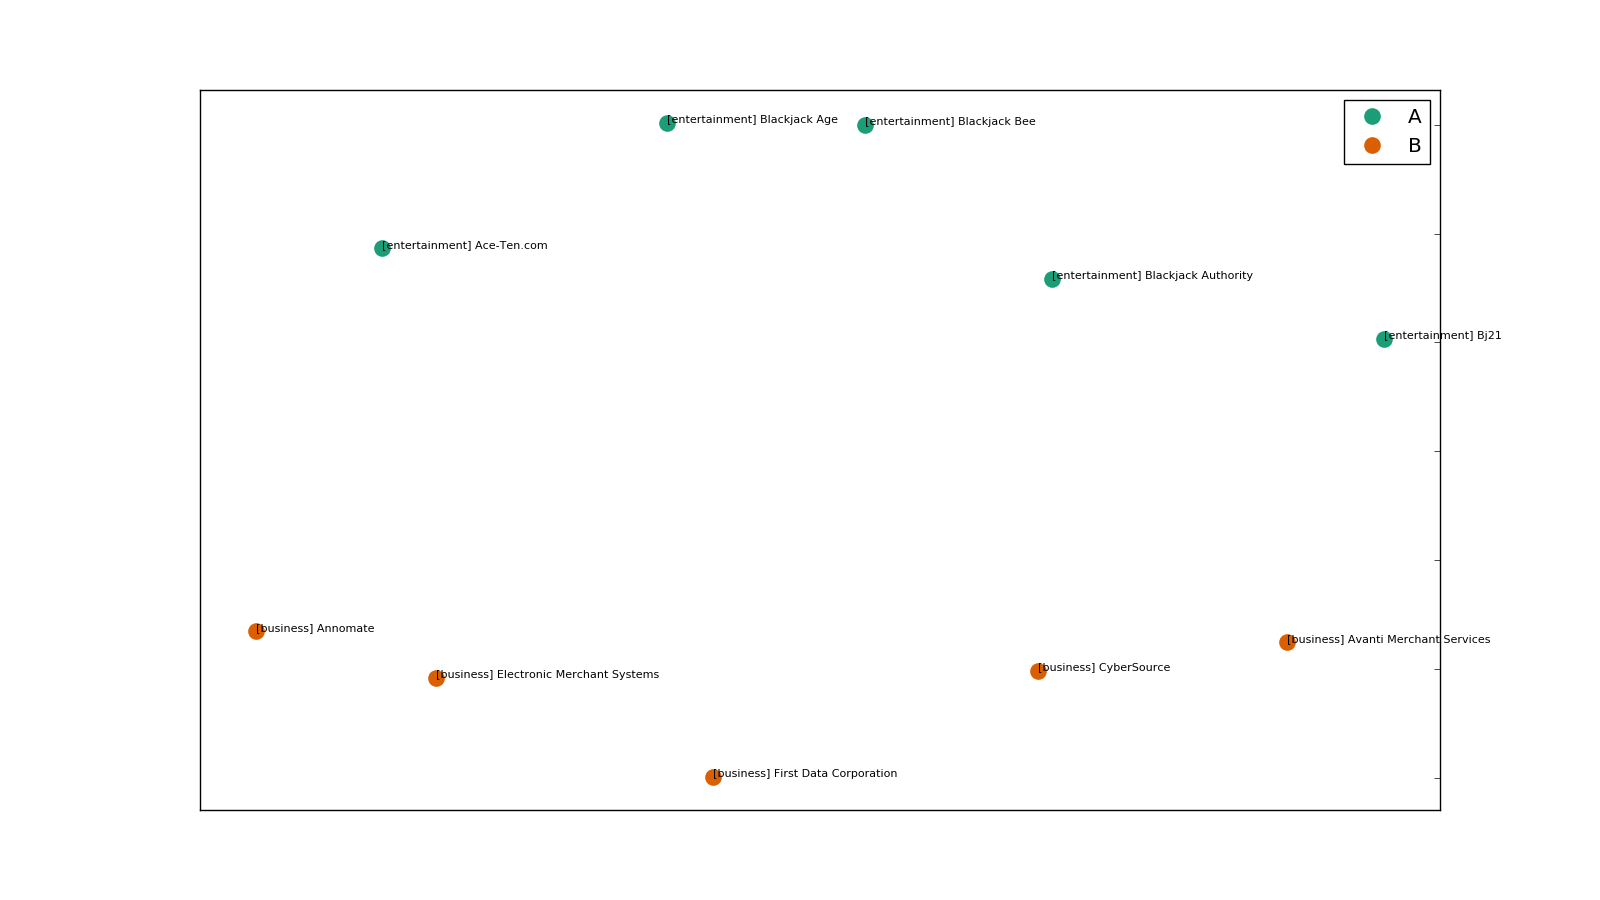 [entertainment] Blackjack Age
[entertainment] Blackjack Bee
A
B
[entertainment] Ace-Ten.com
[entertainment] Blackjack Authority
[entertainment] Bj21
[business] Annomate
[business] Avanti Merchant Services
[business] CyberSource
[business] Electronic Merchant Systems
[business] First Data Corporation